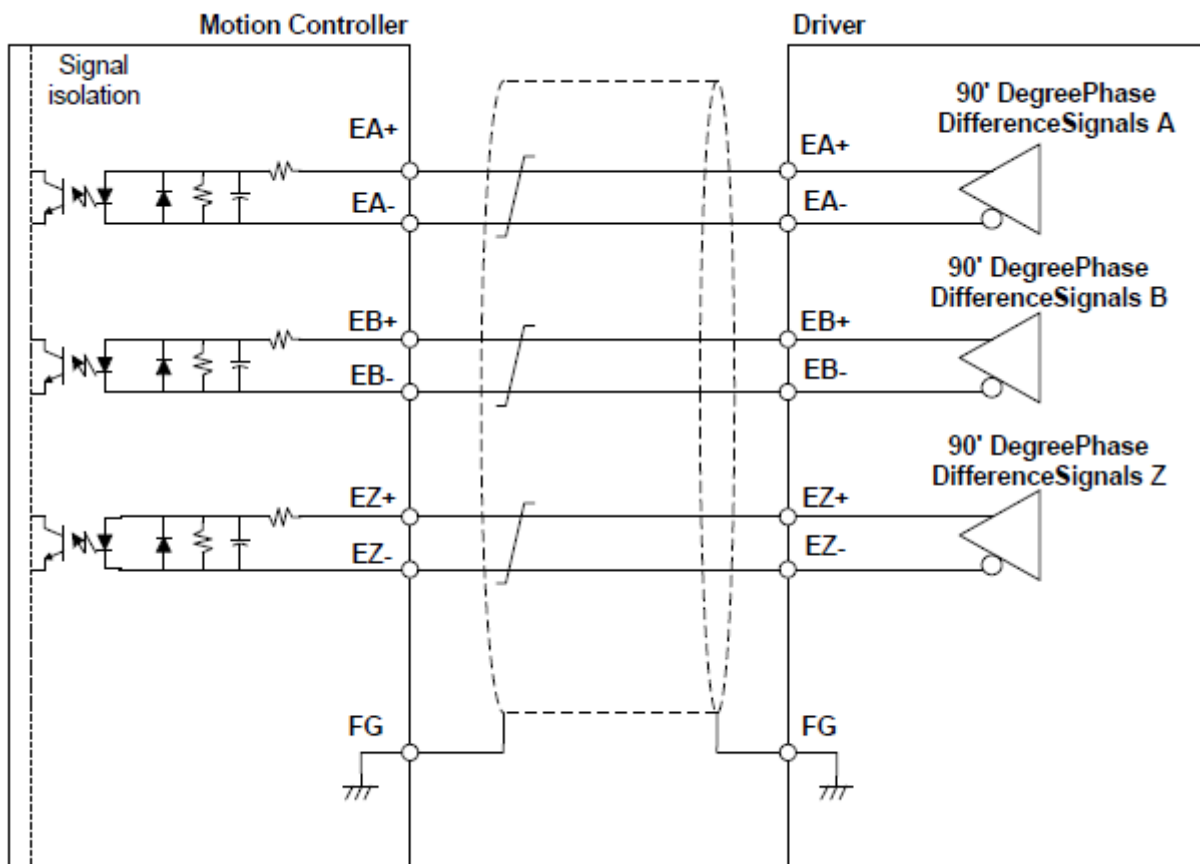 Motion Controller
Driver
Signal
isolation
90' DegreePhase
DifferenceSignals A
EA+
EA+
EA-
EA-
90' DegreePhase
DifferenceSignals B
EB+
EB+
EB-
EB-
90' DegreePhase
DifferenceSignals Z
EZ+
EZ+
EZ-
EZ-
FG
FG